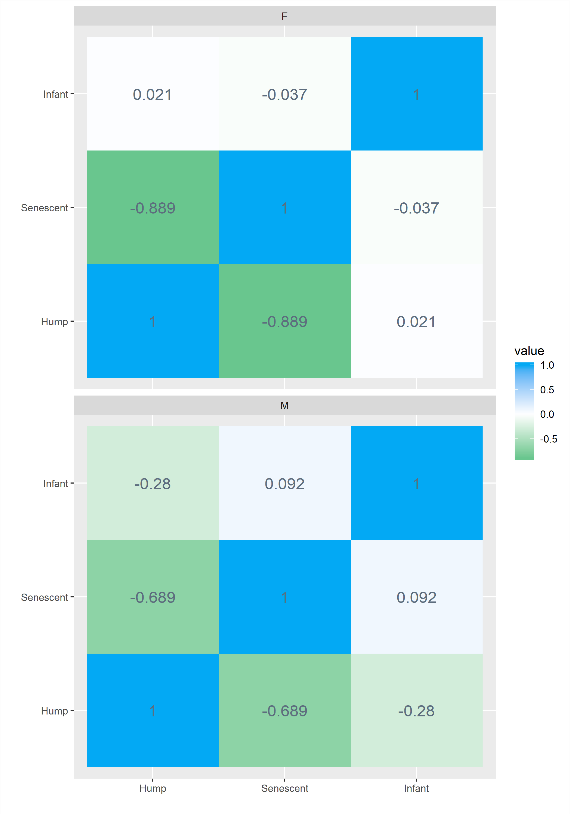 F
Infant
0.021 -0.037 1
Senescent
-0.889 1 -0.037
Hump
1 -0.889 0.021
value
1.0
0.5
0.0
-0.5
M
Infant
-0.28 0.092 1
Senescent
-0.689 1 0.092
Hump
1 -0.689 -0.28
Hump Senescent Infant